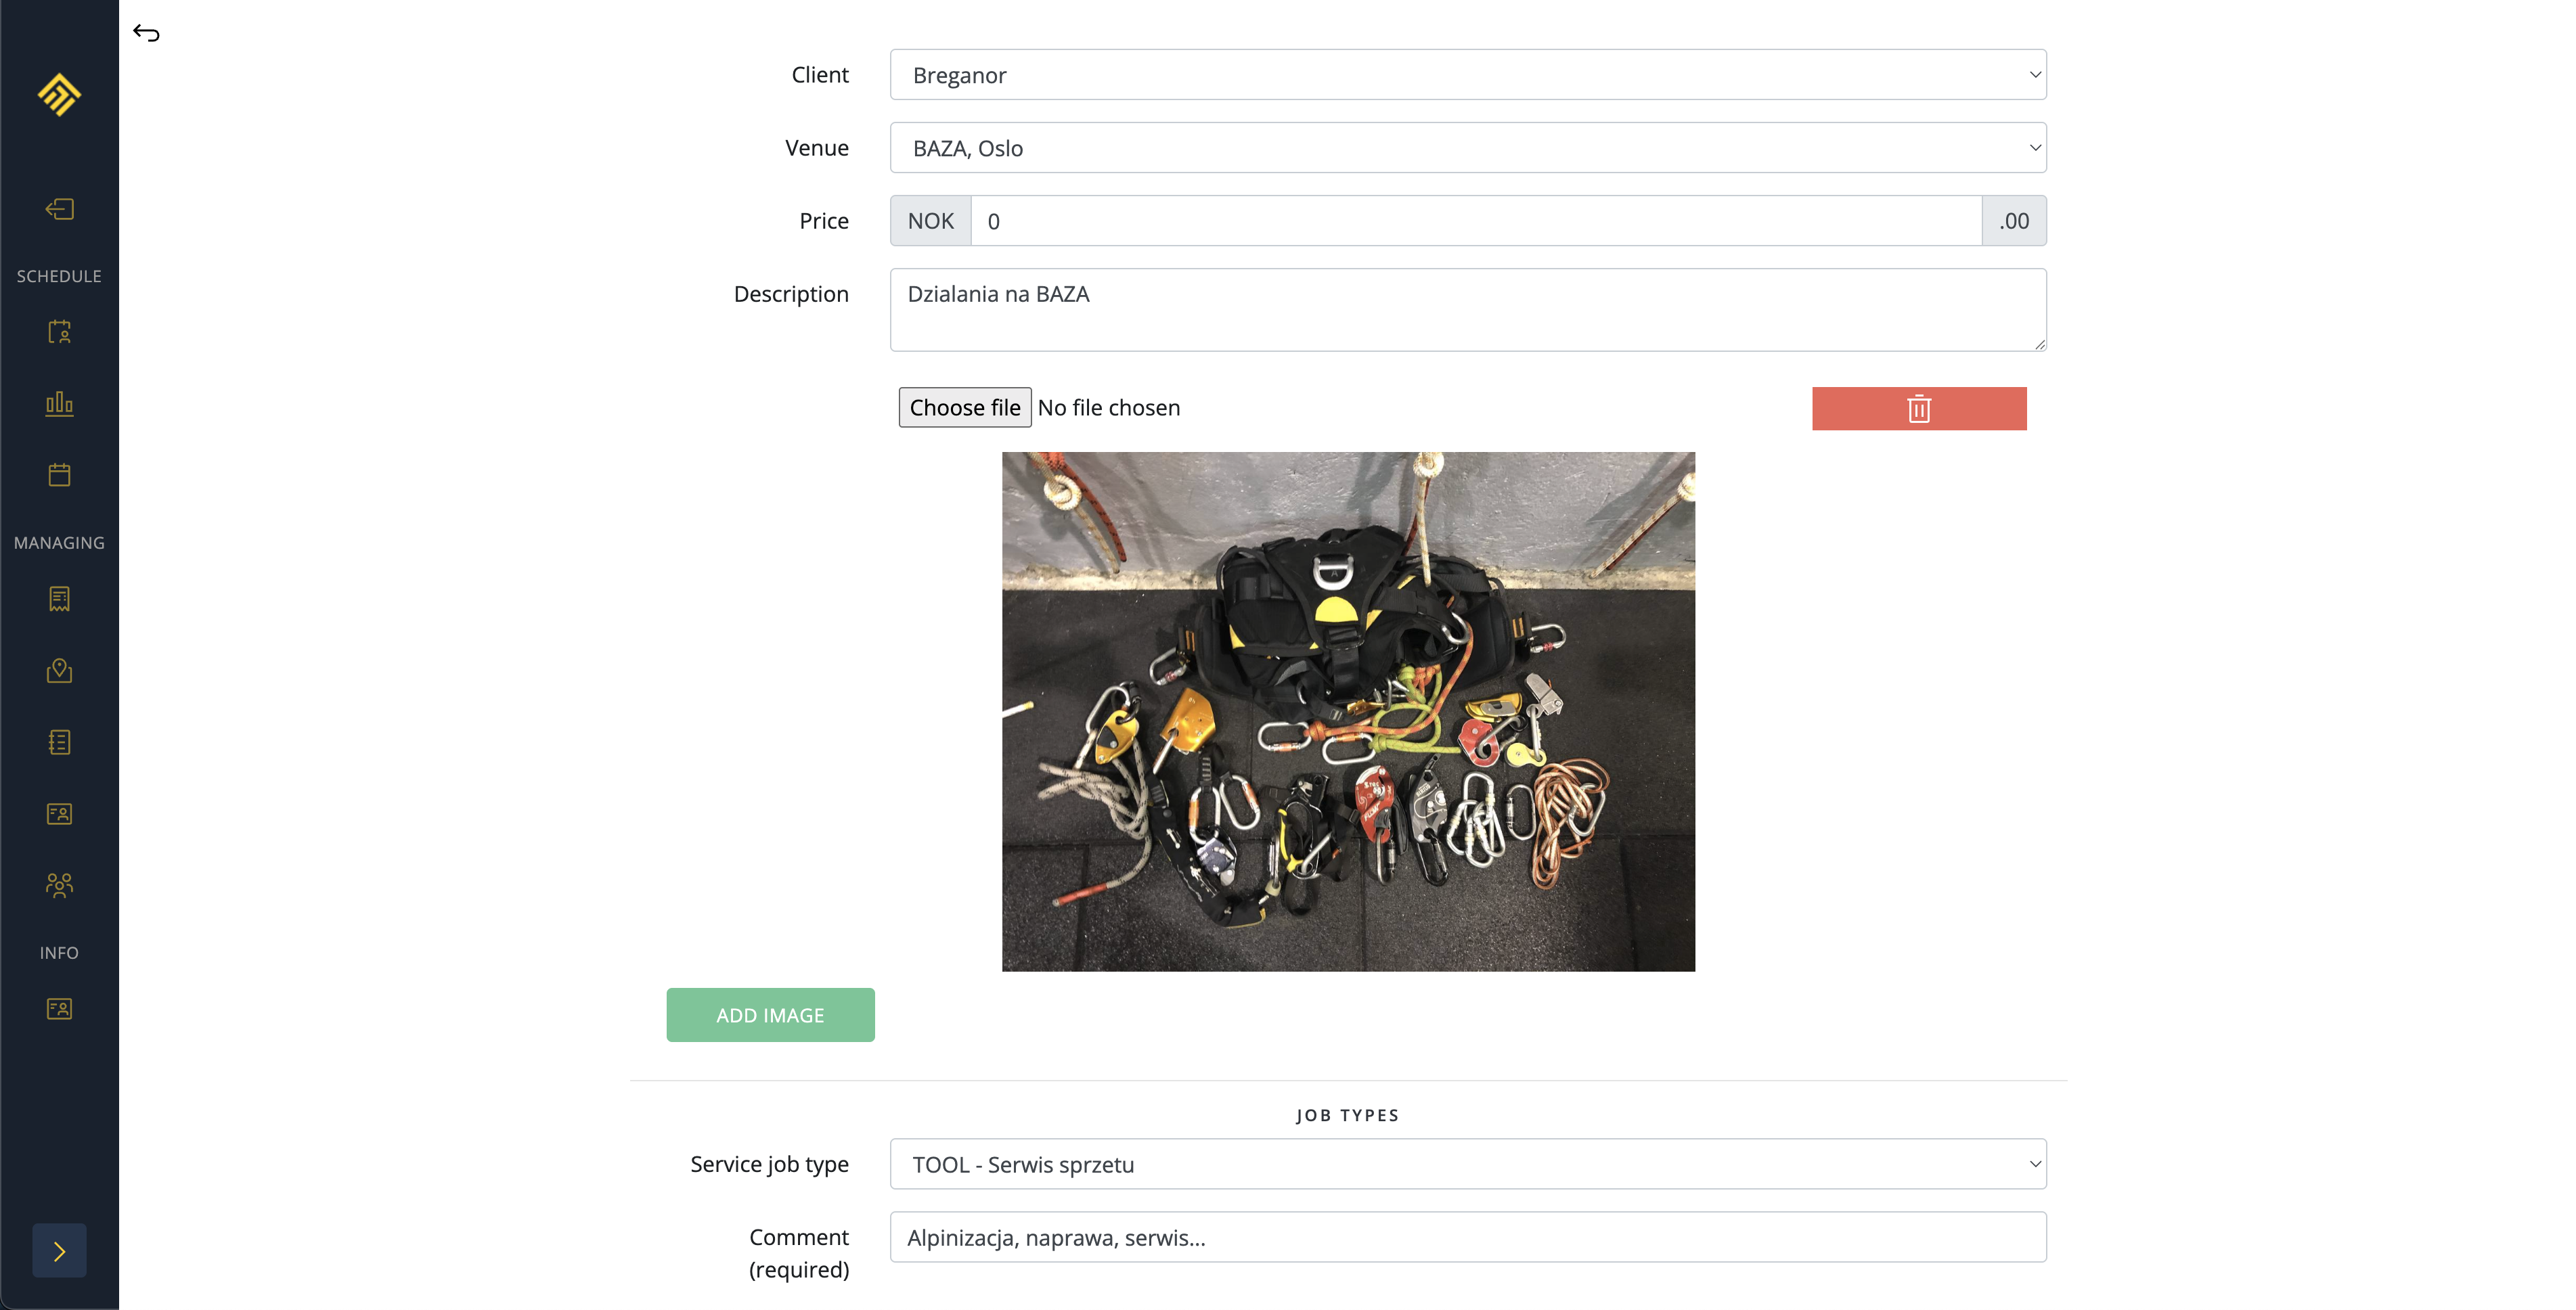 Client
Breganor
Venue
BAZA, Oslo
Price
NOK
0
.00
SCHEDULE
Description
Dzialania na BAZA
Choose file No file chosen
MANAGING
INFO
ADD IMAGE
JOB TYPES
Service job type
TOOL - Serwis sprzetu
Comment
(required)
Alpinizacja, naprawa, serwis...